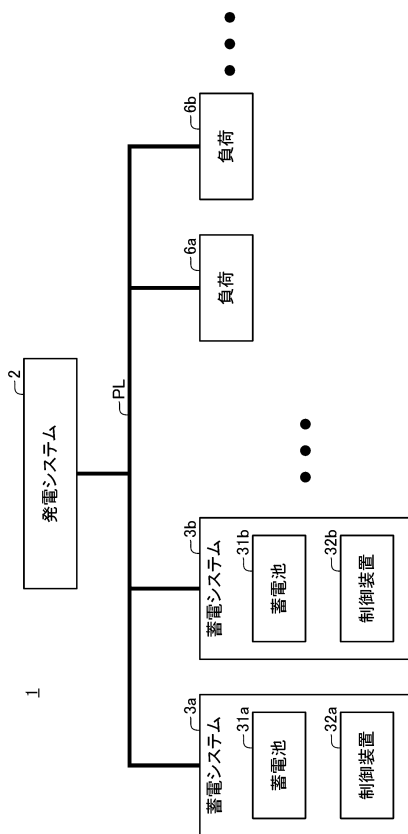 1
2
発電システム
PL
3a
蓄電システム
31a
蓄電池
32a
制御装置
3b
蓄電システム
31b
蓄電池
32b
制御装置
6a
負荷
6b
負荷